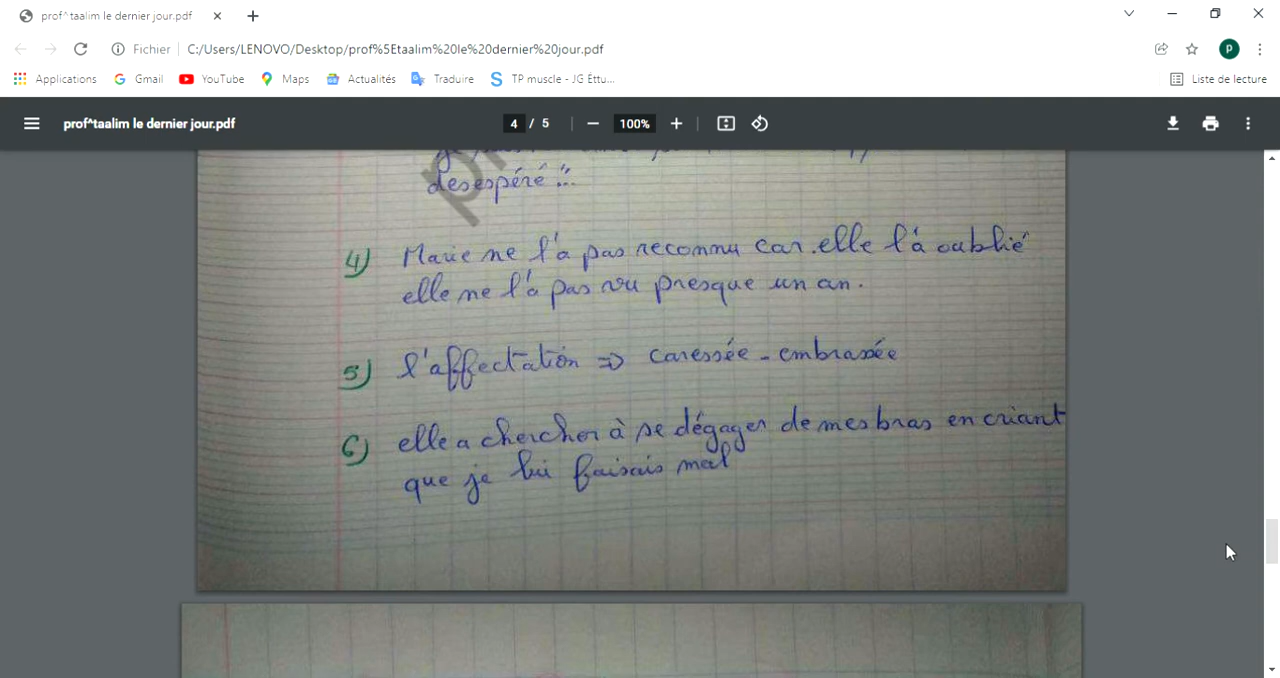 prof^taalim le dernier jour.pdf
Fichier C:/Users/LENOVO/Desktop/prof%5Etaalim%20le%20dernier%20jour.pdf P
Applications Gmail YouTube Maps Actualités Traduire TP muscle - JG Éttu... Liste de lecture
prof^taalim le dernier jour.pdf 4 / 5 100%
desespéré"...
4) Marie ne l'a pas reconnu car.elle l'a oublié
elle ne l'a pas vu presque un an.
5) l'affectation => caressée - embrassée
6) elle a chercher à se dégager de mes bras en criant
que je lui faisais mal